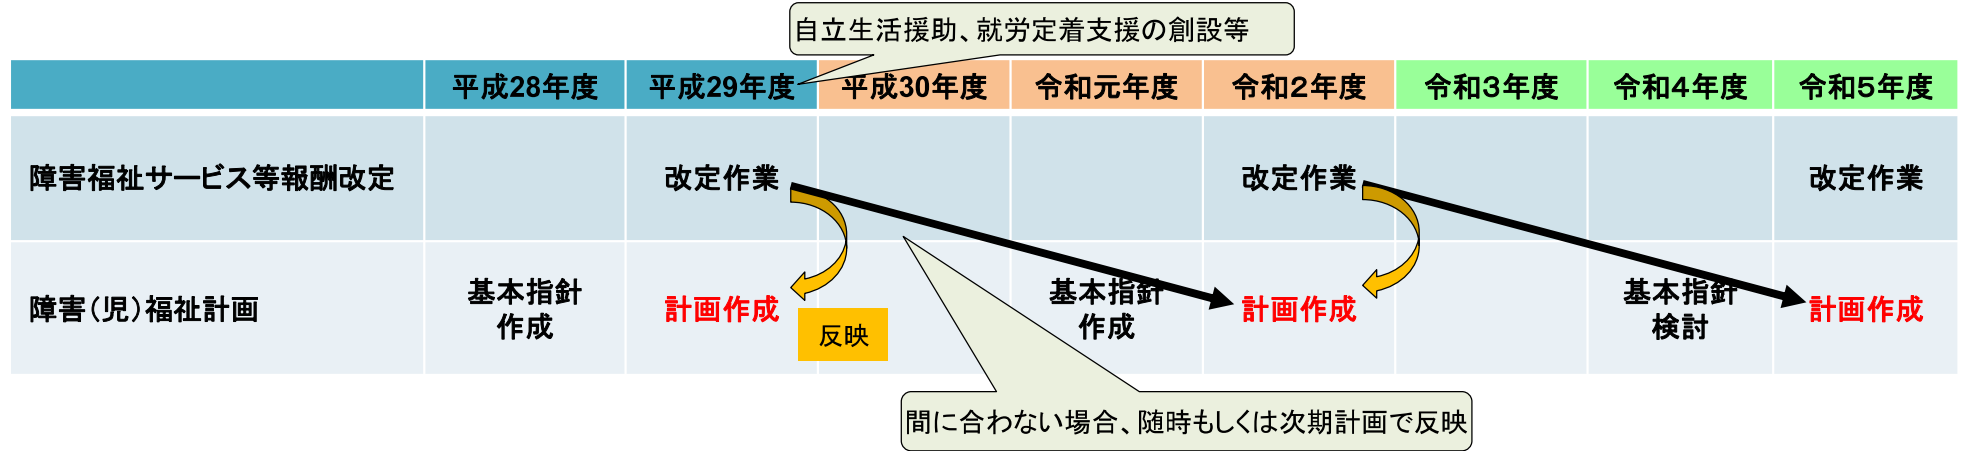 自立生活援助、就労定着支援の創設等
平成28年度 平成29年度 平成30年度 令和元年度 令和２年度 令和３年度 令和４年度 令和５年度
障害福祉サービス等報酬改定 改定作業 改定作業 改定作業
障害（児）福祉計画 基本指針 計画作成 基本指針 計画作成 基本指針 計画作成
作成 作成 検討
反映
間に合わない場合、随時もしくは次期計画で反映